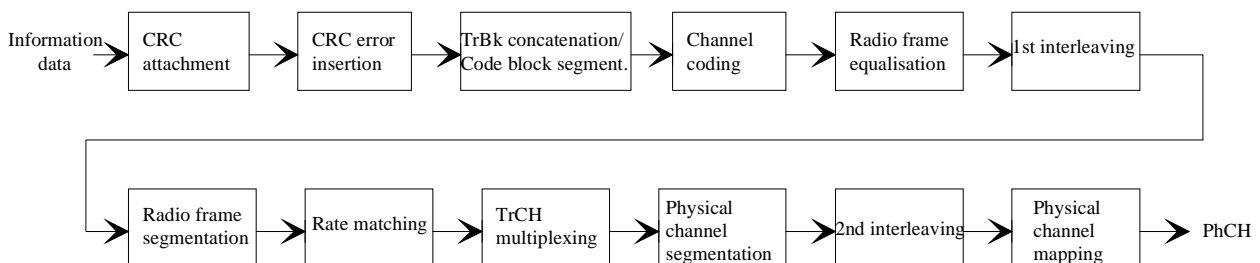 Information
data
CRC
attachment
CRC error
insertion
TrBk concatenation/
Code block segment.
Channel
coding
Radio frame
equalisation
1st interleaving
Radio frame
segmentation
Rate matching
TrCH
multiplexing
Physical
channel
segmentation
2nd interleaving
Physical
channel
mapping
PhCH